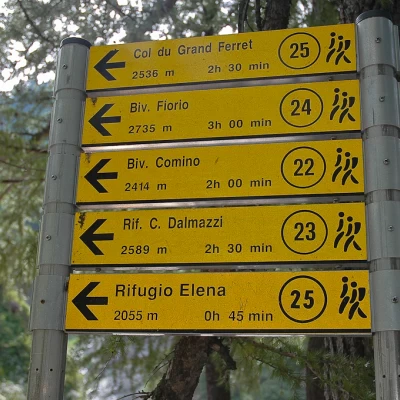 Col du Grand Ferret 25
2536 m 2h 30 min
Biv. Fiorio 24
2735 m 3h 00 min
Biv. Comino 22
2414 m 2h 00 min
Rif. C. Dalmazzi 23
2589 m 2h 30 min
Rifugio Elena 25
2055 m 0h 45 min